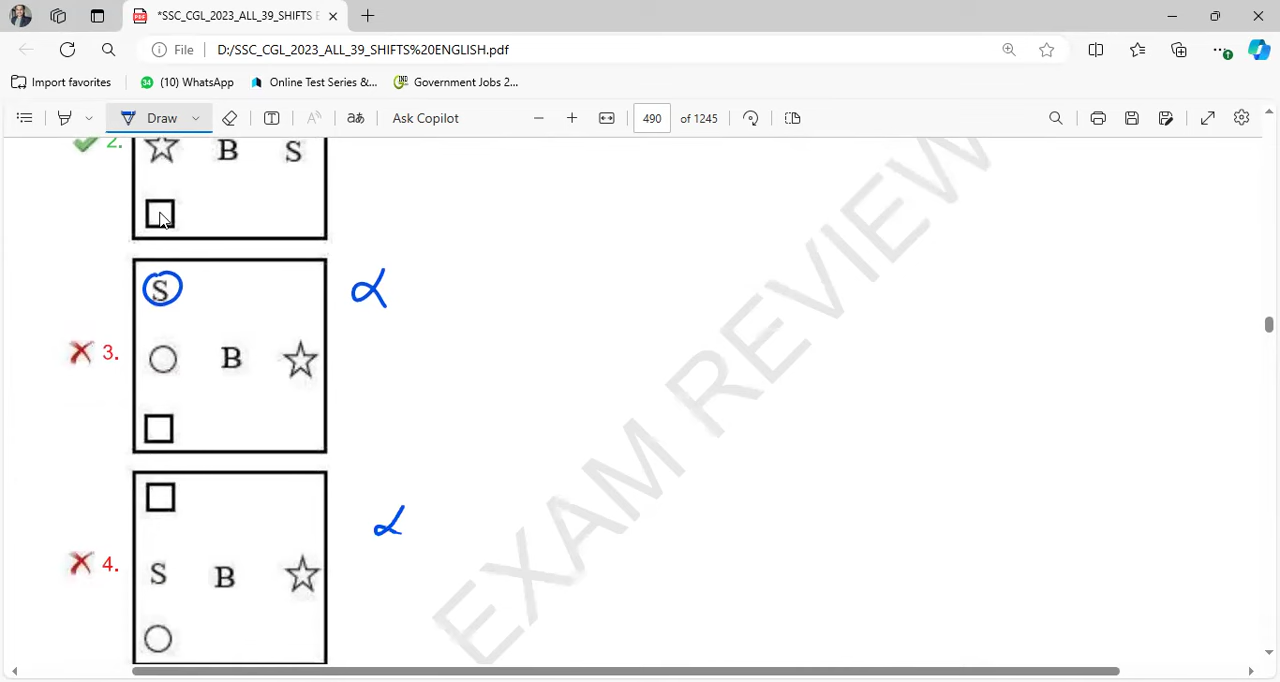 *SSC_CGL_2023_ALL_39_SHIFTS E
File D:/SSC_CGL_2023_ALL_39_SHIFTS%20ENGLISH.pdf
Import favorites (10) WhatsApp Online Test Series &... Government Jobs 2...
Draw Ask Copilot 490 of 1245
2.
B S
S α
3. B
4. S B
α
EXAM REVIEW